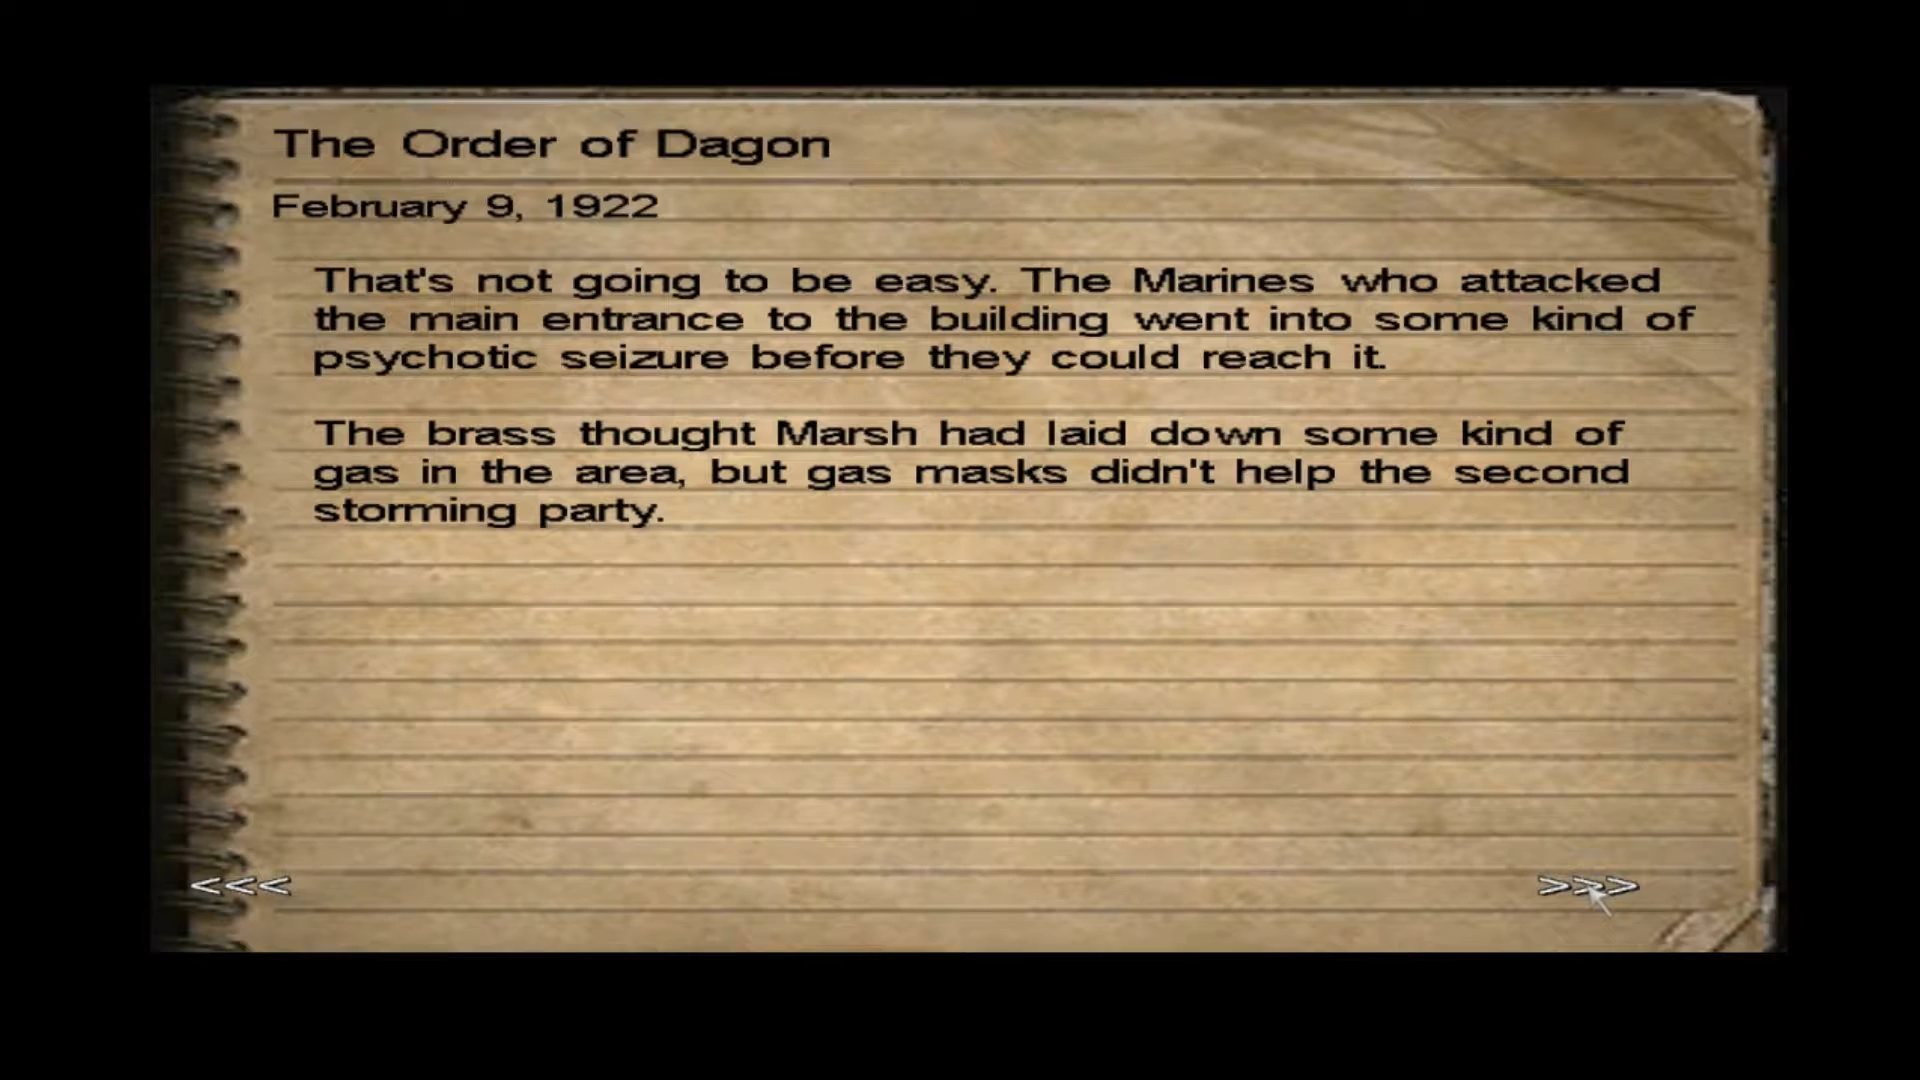 The Order of Dagon
February 9, 1922
That's not going to be easy. The Marines who attacked
the main entrance to the building went into some kind of
psychotic seizure before they could reach it.
The brass thought Marsh had laid down some kind of
gas in the area, but gas masks didn't help the second
storming party.
<<< >>>